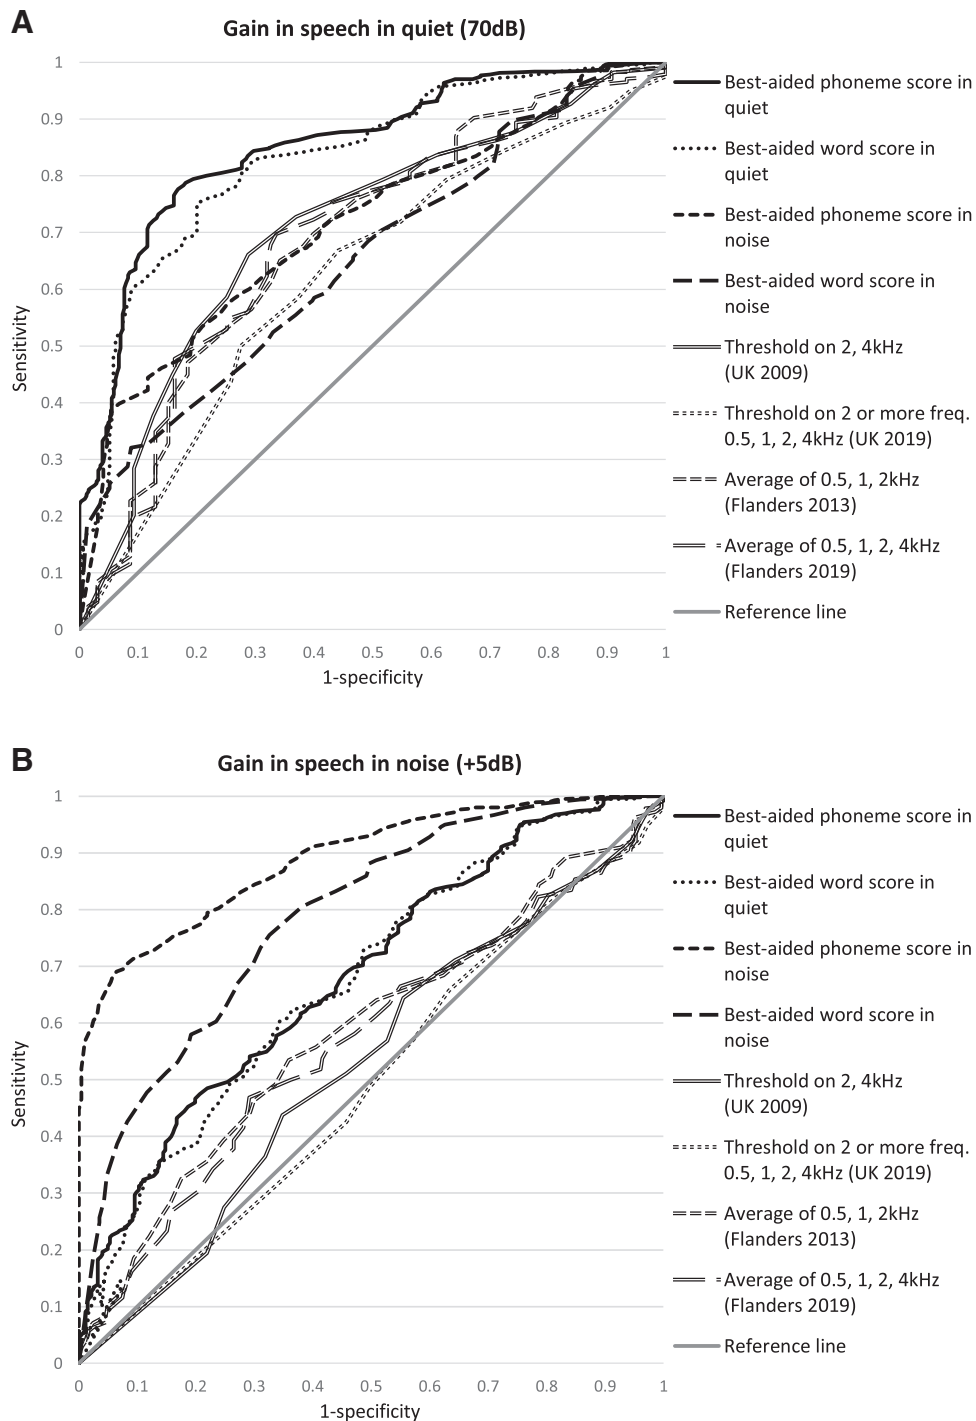 A
Gain in speech in quiet (70dB)
1
0.9
0.8
0.7
0.6
0.5
0.4
0.3
0.2
0.1
0
Sensitivity
0 0.1 0.2 0.3 0.4 0.5 0.6 0.7 0.8 0.9 1
1-specificity
Best-aided phoneme score in
quiet
Best-aided word score in
quiet
Best-aided phoneme score in
noise
Best-aided word score in
noise
Threshold on 2, 4kHz
(UK 2009)
Threshold on 2 or more freq.
0.5, 1, 2, 4kHz (UK 2019)
Average of 0.5, 1, 2kHz
(Flanders 2013)
Average of 0.5, 1, 2, 4kHz
(Flanders 2019)
Reference line
B
Gain in speech in noise (+5dB)
1
0.9
0.8
0.7
0.6
0.5
0.4
0.3
0.2
0.1
0
Sensitivity
0 0.1 0.2 0.3 0.4 0.5 0.6 0.7 0.8 0.9 1
1-specificity
Best-aided phoneme score in
quiet
Best-aided word score in
quiet
Best-aided phoneme score in
noise
Best-aided word score in
noise
Threshold on 2, 4kHz
(UK 2009)
Threshold on 2 or more freq.
0.5, 1, 2, 4kHz (UK 2019)
Average of 0.5, 1, 2kHz
(Flanders 2013)
Average of 0.5, 1, 2, 4kHz
(Flanders 2019)
Reference line